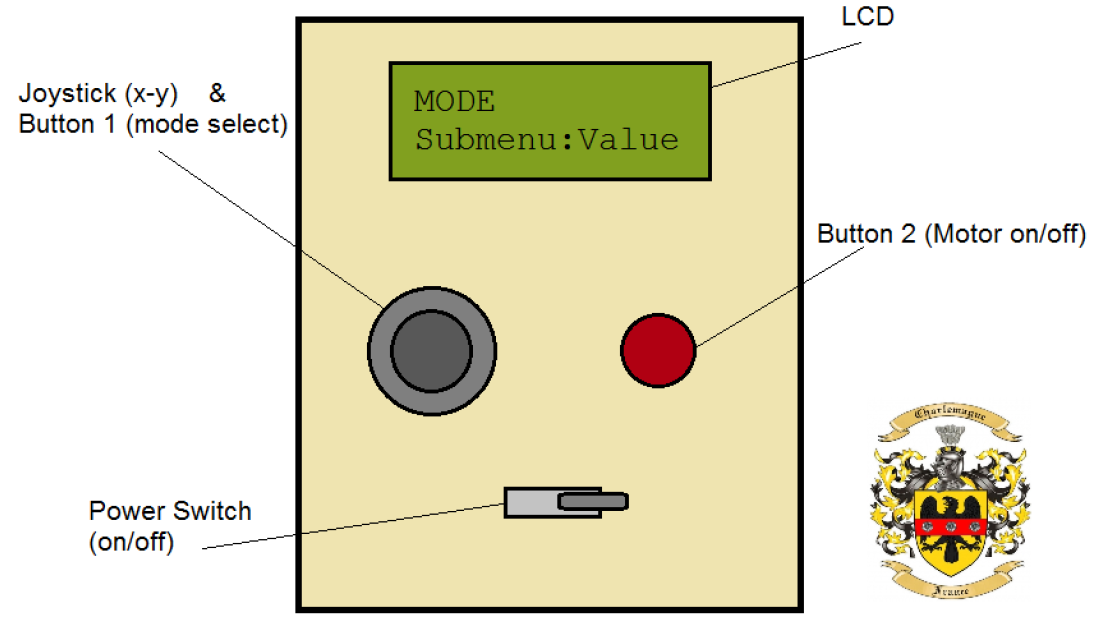 LCD
Joystick (x-y) &
Button 1 (mode select)
MODE
Submenu:Value
Button 2 (Motor on/off)
Power Switch
(on/off)
Charlemagne
France